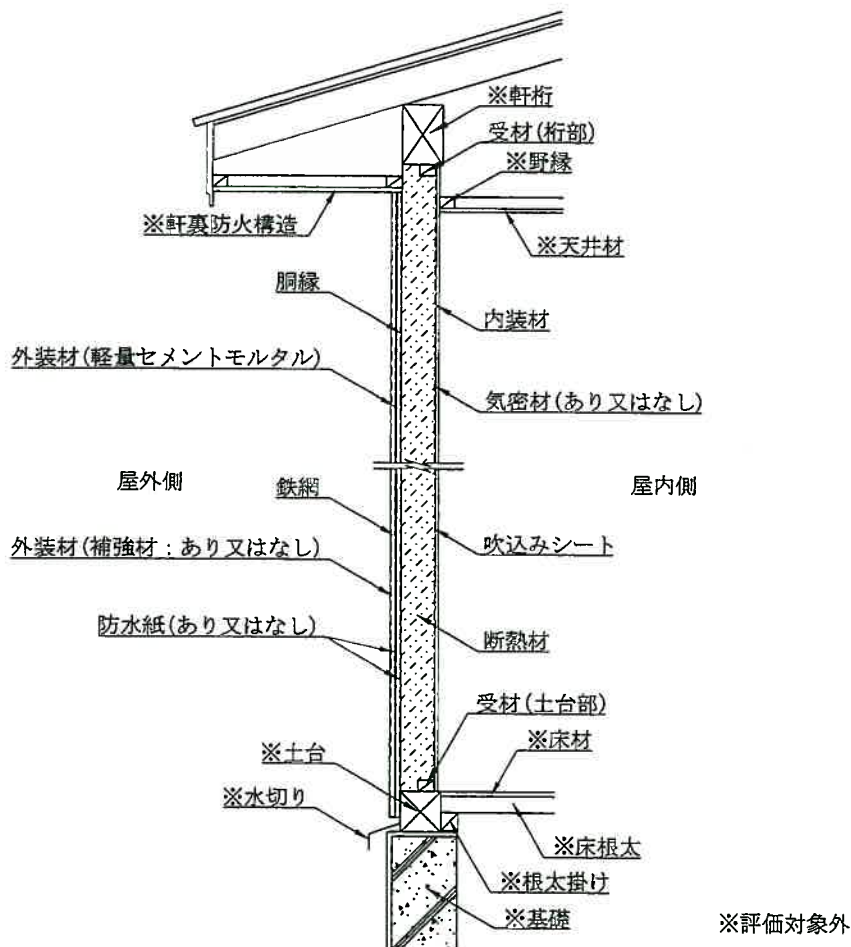 ※軒桁
受材(桁部)
※野縁
※軒裏防火構造
※天井材
胴縁
内装材
外装材(軽量セメントモルタル)
気密材(あり又はなし)
屋外側
鉄網
屋内側
外装材(補強材：あり又はなし)
吹込みシート
防水紙(あり又はなし)
断熱材
受材(土台部)
※土台
※床材
※水切り
※床根太
※根太掛け
※基礎
※評価対象外